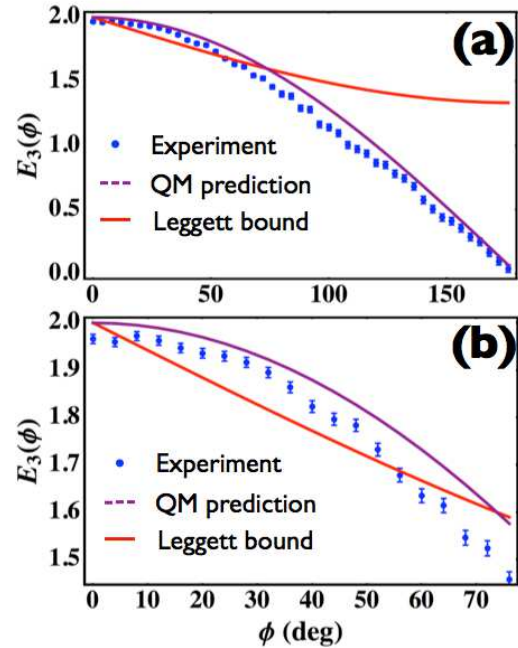 (a)
2.0
1.5
1.0
0.5
0.0
E₃(ϕ)
Experiment
QM prediction
Leggett bound
0 50 100 150
(b)
2.0
1.9
1.8
1.7
1.6
1.5
E₃(ϕ)
Experiment
QM prediction
Leggett bound
0 10 20 30 40 50 60 70
ϕ (deg)